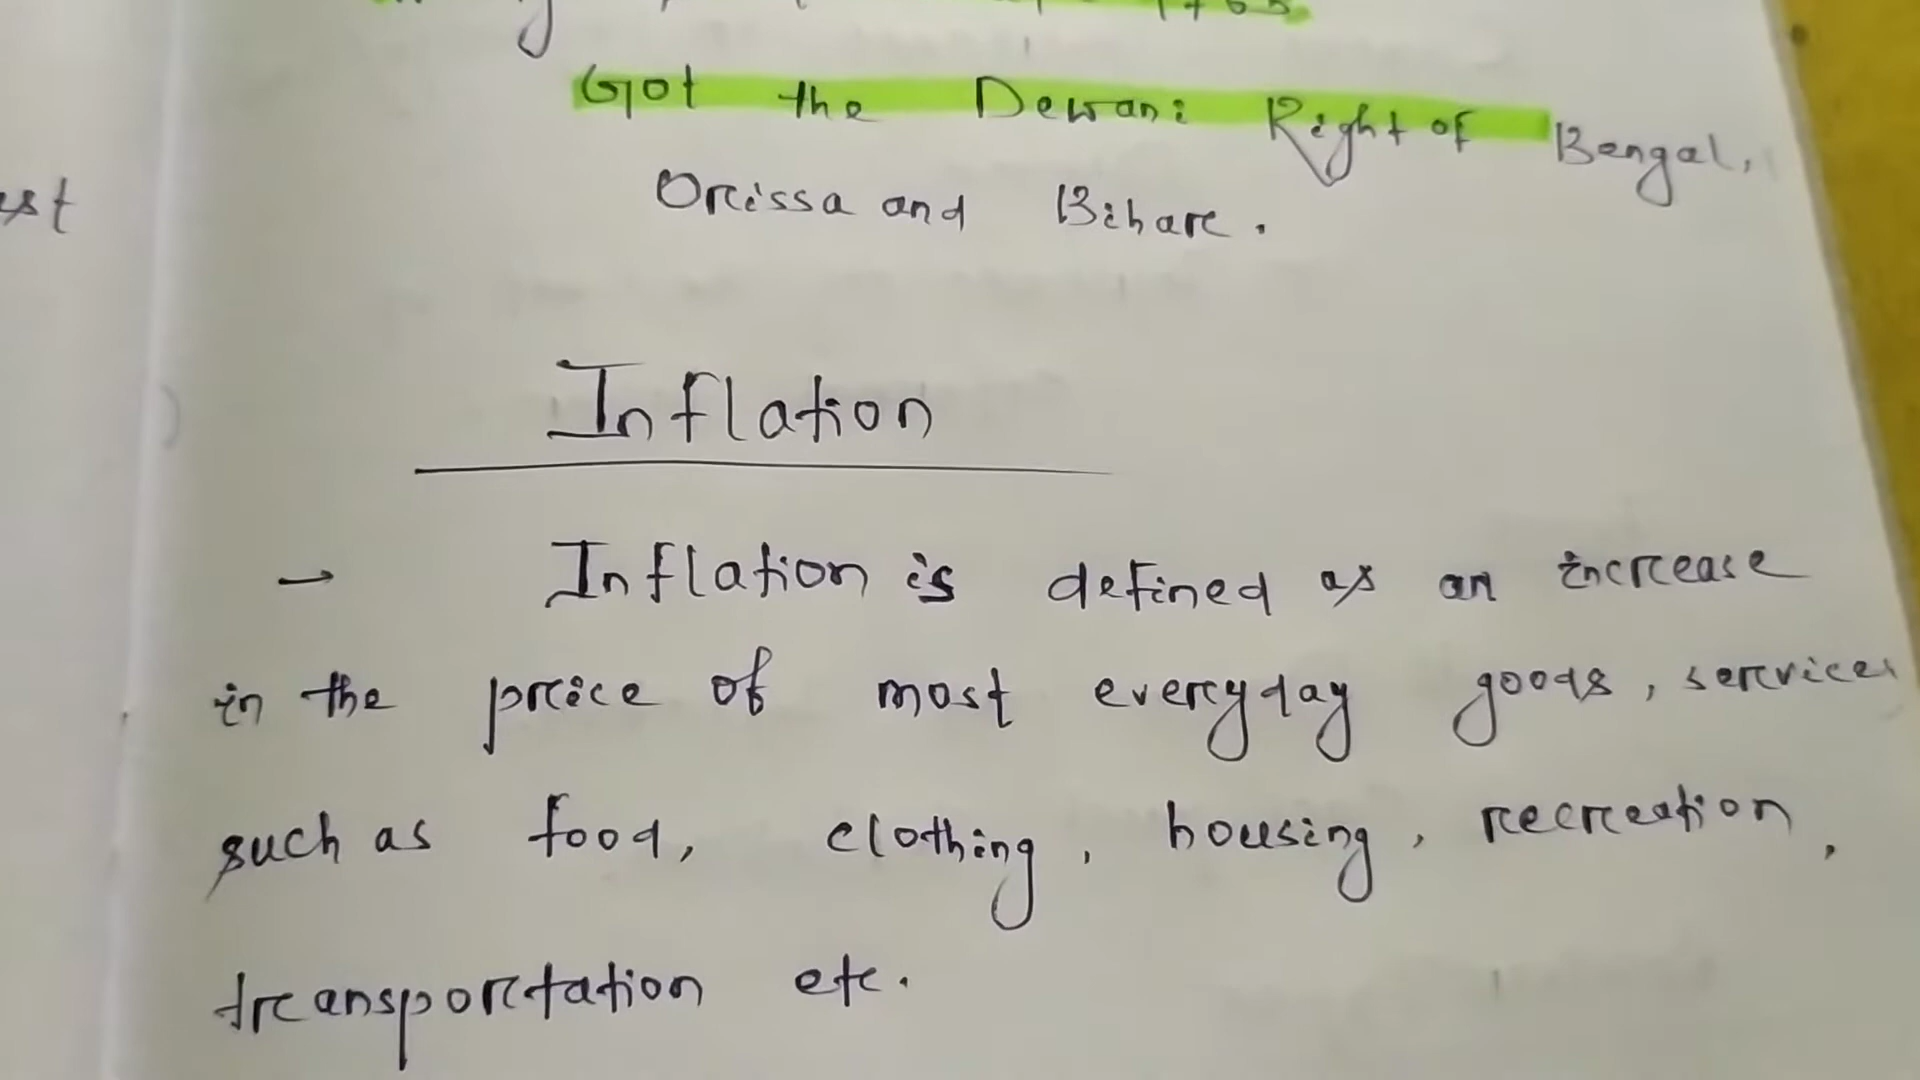 1765
Got the Dewani Right of Bengal,
Orissa and Bihar.
Inflation
→ Inflation is defined as an increase
in the price of most everyday goods, services
such as food, clothing, housing, recreation,
transportation etc.